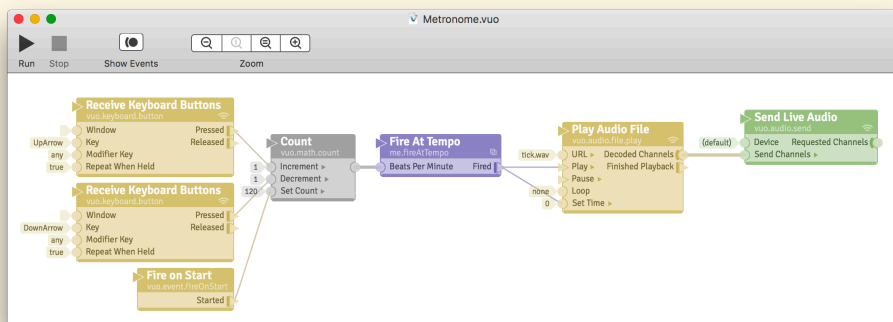 Metronome.vuo
Run Stop Show Events Zoom
Receive Keyboard Buttons
vuo.keyboard.button
Window Pressed
UpArrow Key Released
any Modifier Key
true Repeat When Held
Receive Keyboard Buttons
vuo.keyboard.button
Window Pressed
DownArrow Key Released
any Modifier Key
true Repeat When Held
Fire on Start
vuo.event.fireOnStart
Started
Count
vuo.math.count
1 Increment
1 Decrement
120 Set Count
Fire At Tempo
me.fireAtTempo
Beats Per Minute Fired
Play Audio File
vuo.audio.file.play
tick.wav URL Decoded Channels
Play Finished Playback
Pause
none Loop
0 Set Time
Send Live Audio
vuo.audio.send
(default) Device Requested Channels
Send Channels